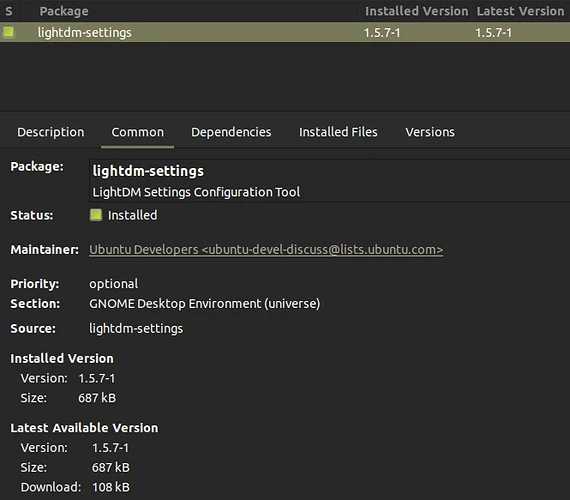 S Package Installed Version Latest Version
lightdm-settings 1.5.7-1 1.5.7-1
Description Common Dependencies Installed Files Versions
Package: lightdm-settings
LightDM Settings Configuration Tool
Status: Installed
Maintainer: Ubuntu Developers <ubuntu-devel-discuss@lists.ubuntu.com>
Priority: optional
Section: GNOME Desktop Environment (universe)
Source: lightdm-settings
Installed Version
Version: 1.5.7-1
Size: 687 kB
Latest Available Version
Version: 1.5.7-1
Size: 687 kB
Download: 108 kB